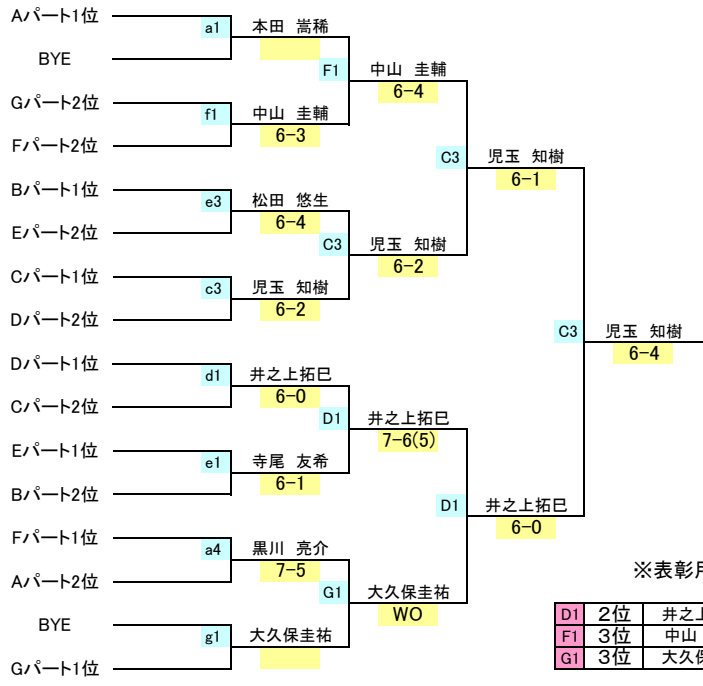 Aパート1位
a1
本田 嵩稀
BYE
F1
中山 圭輔
6-4
Gパート2位
f1
中山 圭輔
6-3
Fパート2位
C3
児玉 知樹
6-1
Bパート1位
e3
松田 悠生
6-4
Eパート2位
C3
児玉 知樹
6-2
Cパート1位
c3
児玉 知樹
6-2
Dパート2位
C3
児玉 知樹
6-4
Dパート1位
d1
井之上拓巳
6-0
Cパート2位
D1
井之上拓巳
7-6(5)
Eパート1位
e1
寺尾 友希
6-1
Bパート2位
D1
井之上拓巳
6-0
Fパート1位
a4
黒川 亮介
7-5
Aパート2位
G1
大久保圭祐
WO
BYE
g1
大久保圭祐
Gパート1位
※表彰
D1 2位 井之上
F1 3位 中山
G1 3位 大久保